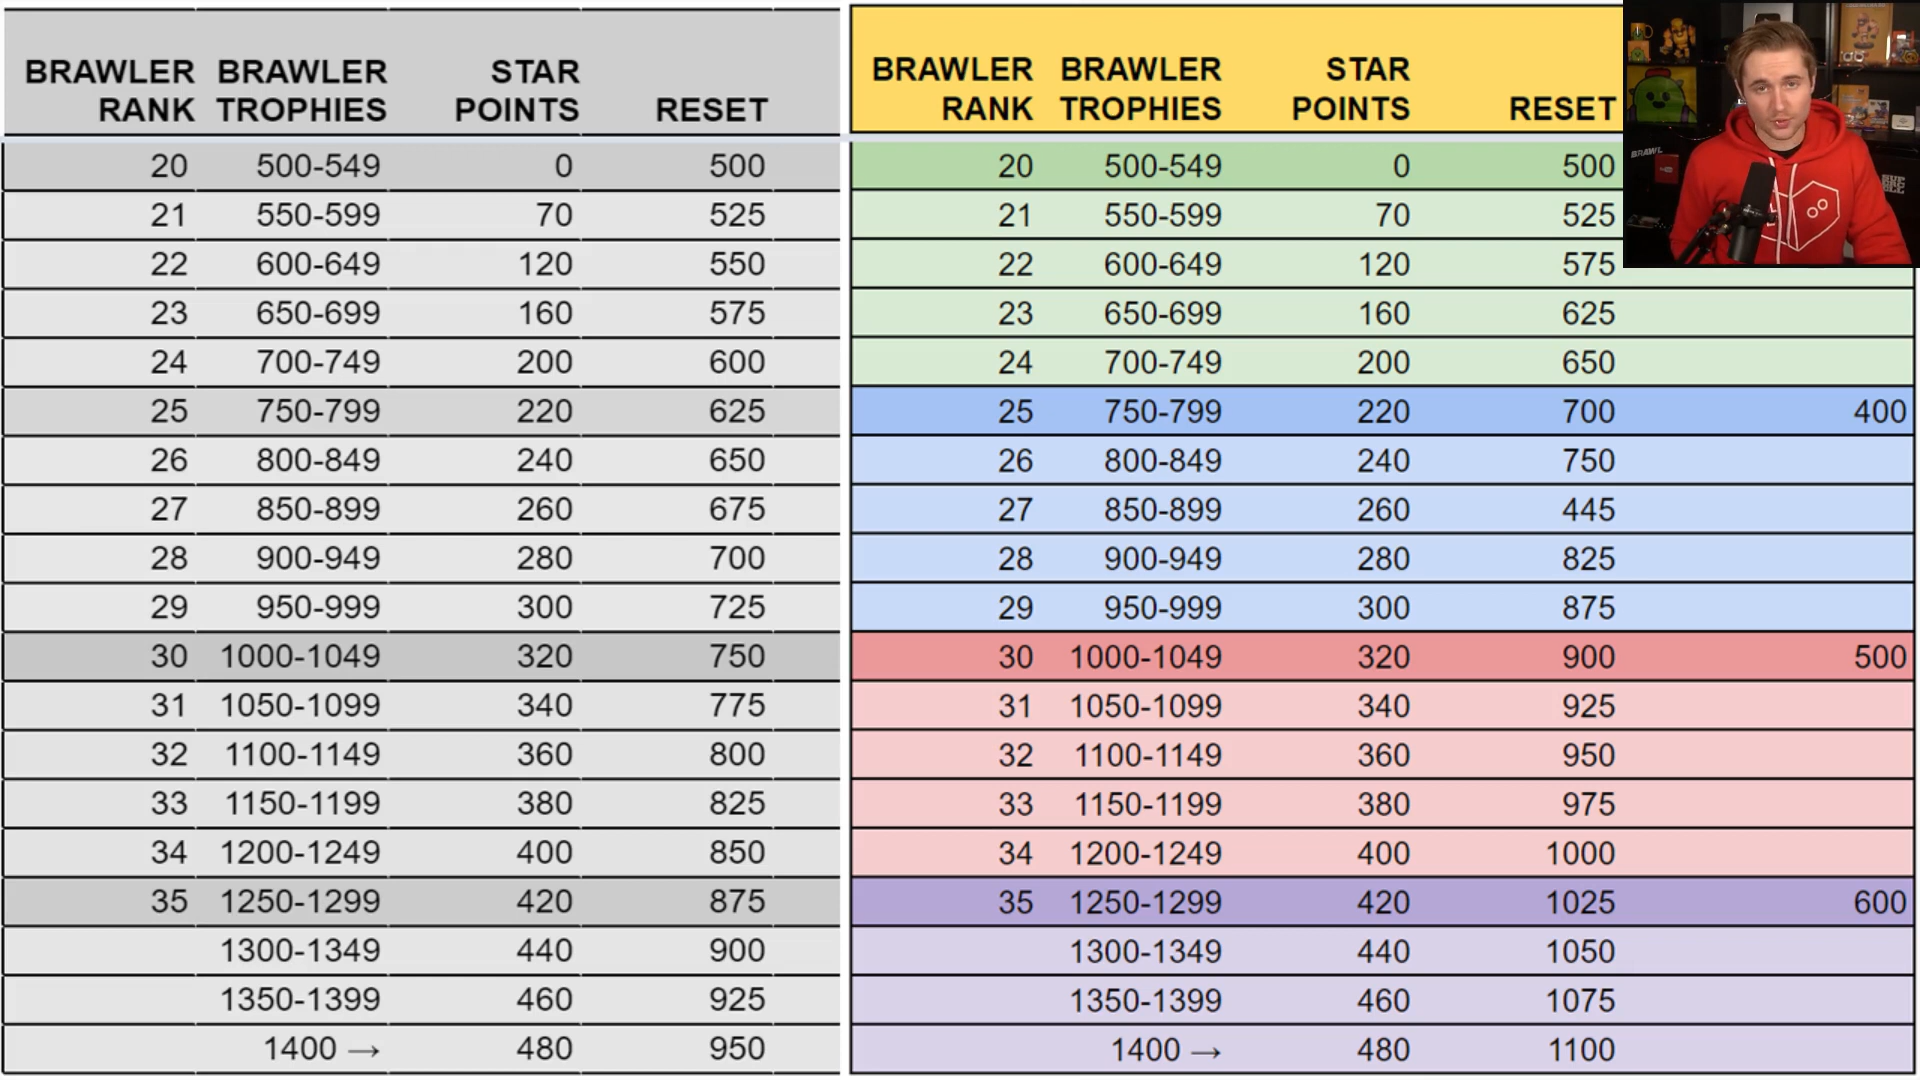 BRAWLER RANK BRAWLER TROPHIES STAR POINTS RESET
20 500-549 0 500
21 550-599 70 525
22 600-649 120 550
23 650-699 160 575
24 700-749 200 600
25 750-799 220 625
26 800-849 240 650
27 850-899 260 675
28 900-949 280 700
29 950-999 300 725
30 1000-1049 320 750
31 1050-1099 340 775
32 1100-1149 360 800
33 1150-1199 380 825
34 1200-1249 400 850
35 1250-1299 420 875
1300-1349 440 900
1350-1399 460 925
1400 → 480 950
BRAWLER RANK BRAWLER TROPHIES STAR POINTS RESET
20 500-549 0 500
21 550-599 70 525
22 600-649 120 575
23 650-699 160 625
24 700-749 200 650
25 750-799 220 700 400
26 800-849 240 750
27 850-899 260 445
28 900-949 280 825
29 950-999 300 875
30 1000-1049 320 900 500
31 1050-1099 340 925
32 1100-1149 360 950
33 1150-1199 380 975
34 1200-1249 400 1000
35 1250-1299 420 1025 600
1300-1349 440 1050
1350-1399 460 1075
1400 → 480 1100
BRAWL
SUP
ERC
ELL